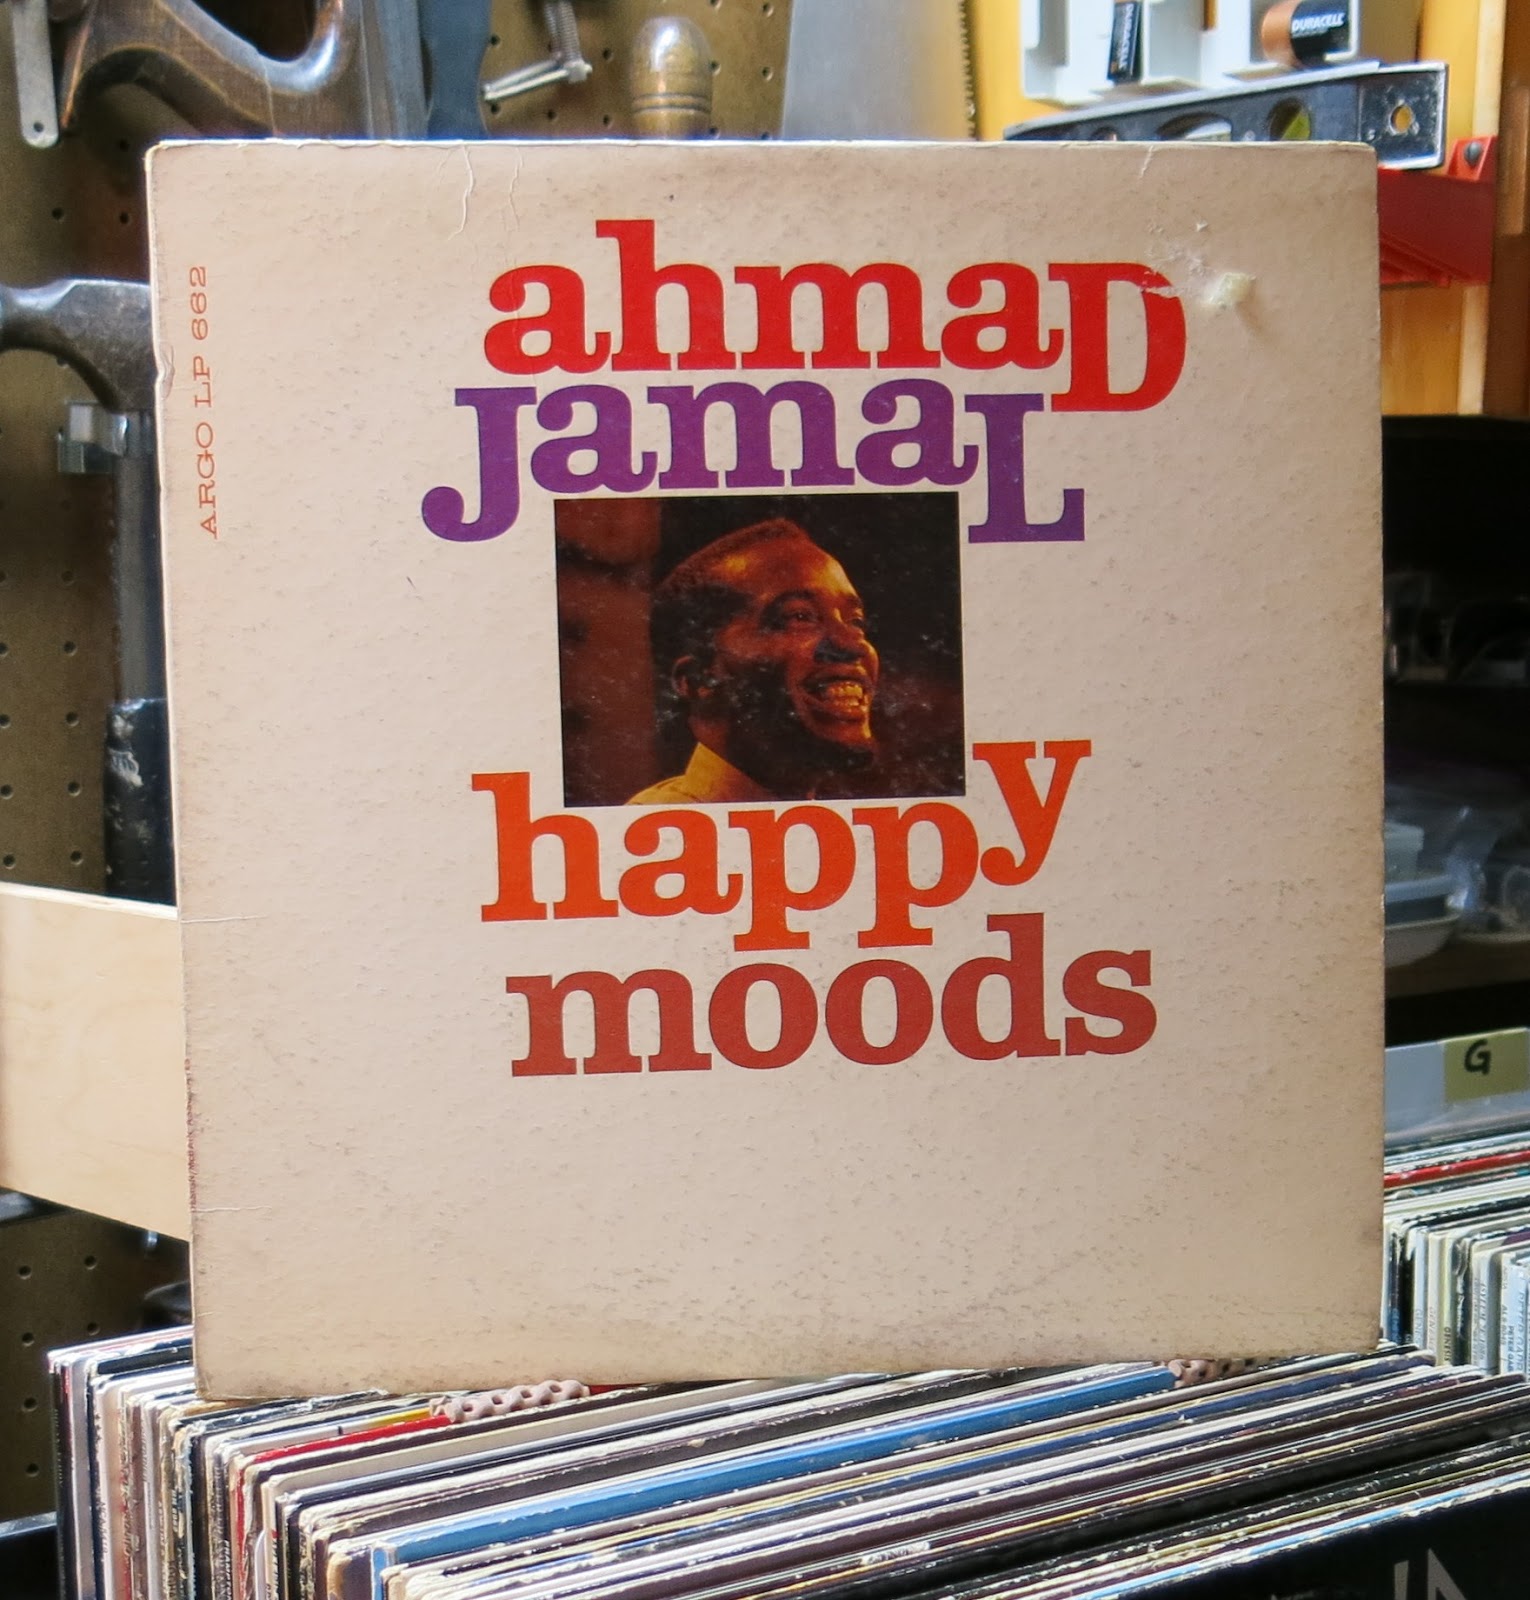 DURACELL
ARGO LP 662
ahmaD
JamaL
happy
moods
G